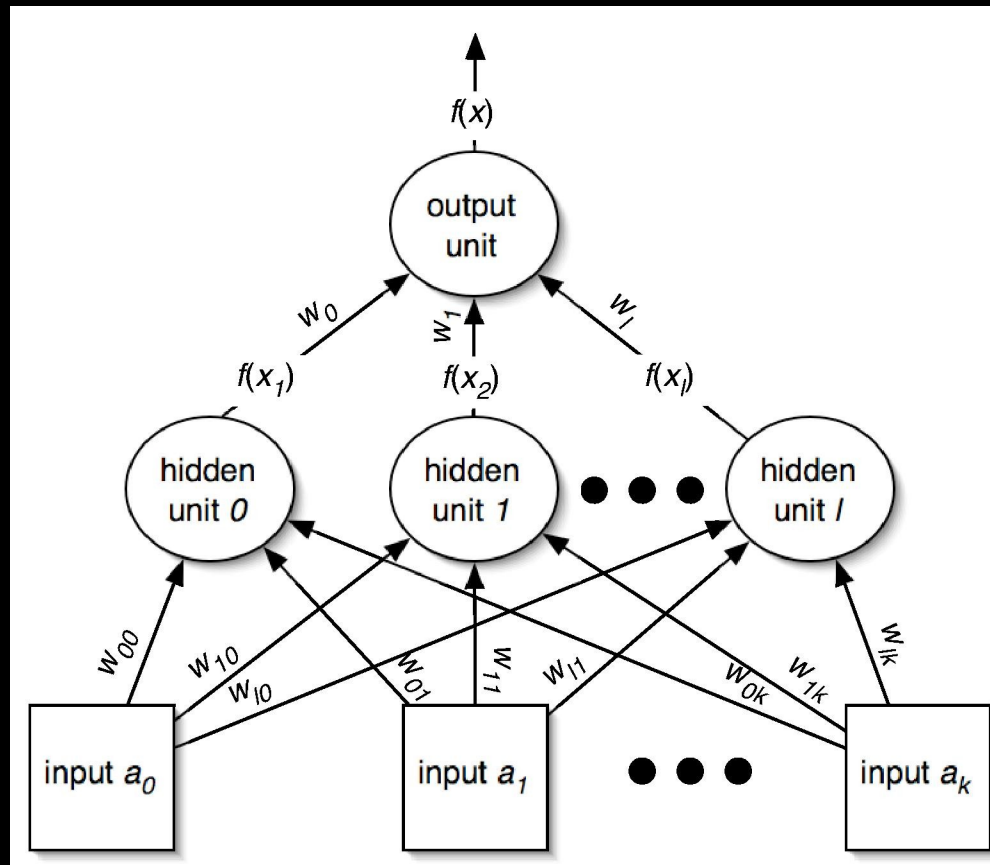 f(x)
output
unit
w0
w1
wl
f(x1)
f(x2)
f(xl)
hidden
unit 0
hidden
unit 1
hidden
unit l
w00
w10
wl0
w01
w11
wl1
w0k
w1k
wlk
input a0
input a1
input ak